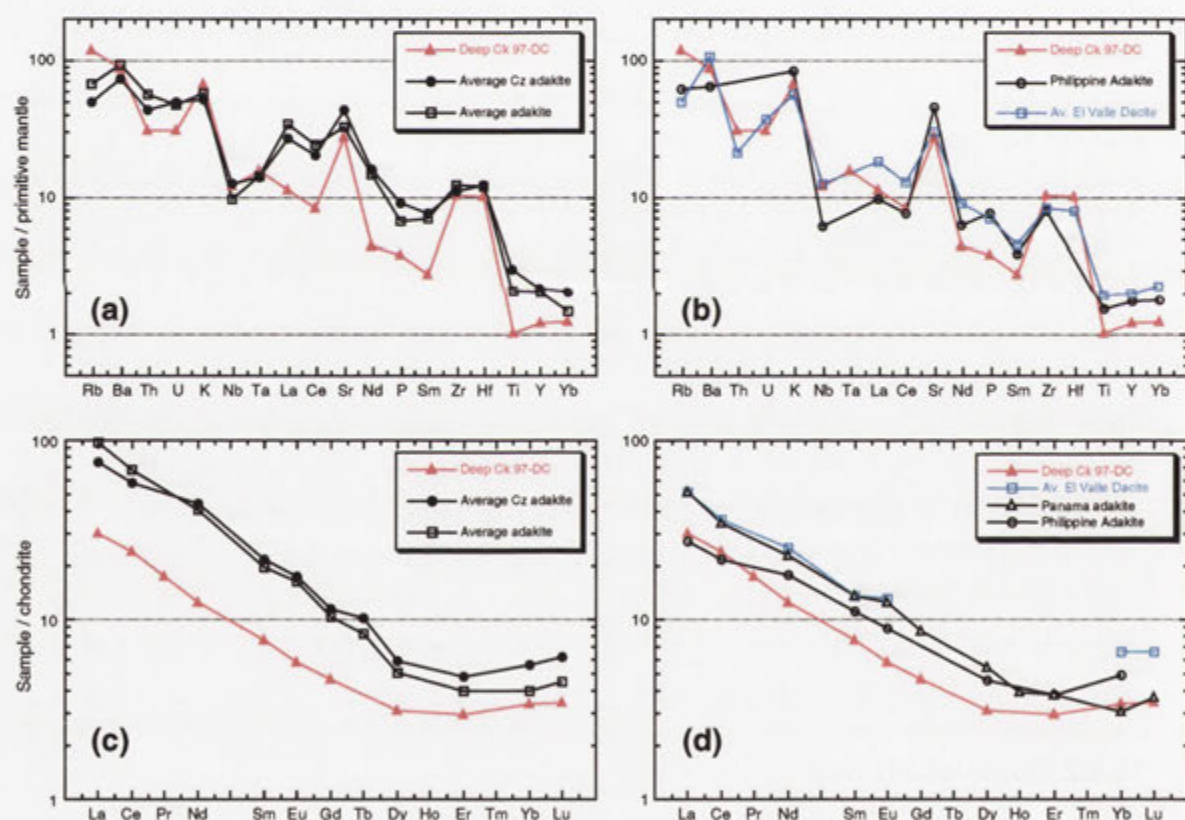 Deep Ck 97-DC
Average Cz adakite
Average adakite
100
10
1
Sample / primitive mantle
(a)
Rb Ba Th U K Nb Ta La Ce Sr Nd P Sm Zr Hf Ti Y Yb
Deep Ck 97-DC
Philippine Adakite
Av. El Valle Dacite
100
10
1
(b)
Rb Ba Th U K Nb Ta La Ce Sr Nd P Sm Zr Hf Ti Y Yb
Deep Ck 97-DC
Average Cz adakite
Average adakite
100
10
1
Sample / chondrite
(c)
La Ce Pr Nd Sm Eu Gd Tb Dy Ho Er Tm Yb Lu
Deep Ck 97-DC
Av. El Valle Dacite
Panama adakite
Philippine Adakite
100
10
1
(d)
La Ce Pr Nd Sm Eu Gd Tb Dy Ho Er Tm Yb Lu